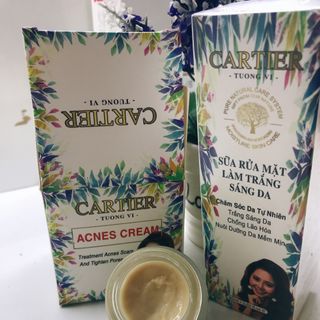 CARTIER
- TUONG VI -
CARTIER
- TUONG VI -
ACNES CREAM
Treatment Acnes Scars
And Tighten Pores
CARTIER
- TUONG VI -
PURE NATURAL CARE SYSTEM
MOISTURE SKIN CARE
SỮA RỬA MẶT
LÀM TRẮNG
SÁNG DA
Chăm Sóc Da Tự Nhiên
Trắng Sáng Da
Chống Lão Hóa
Nuôi Dưỡng Da Mềm Mịn